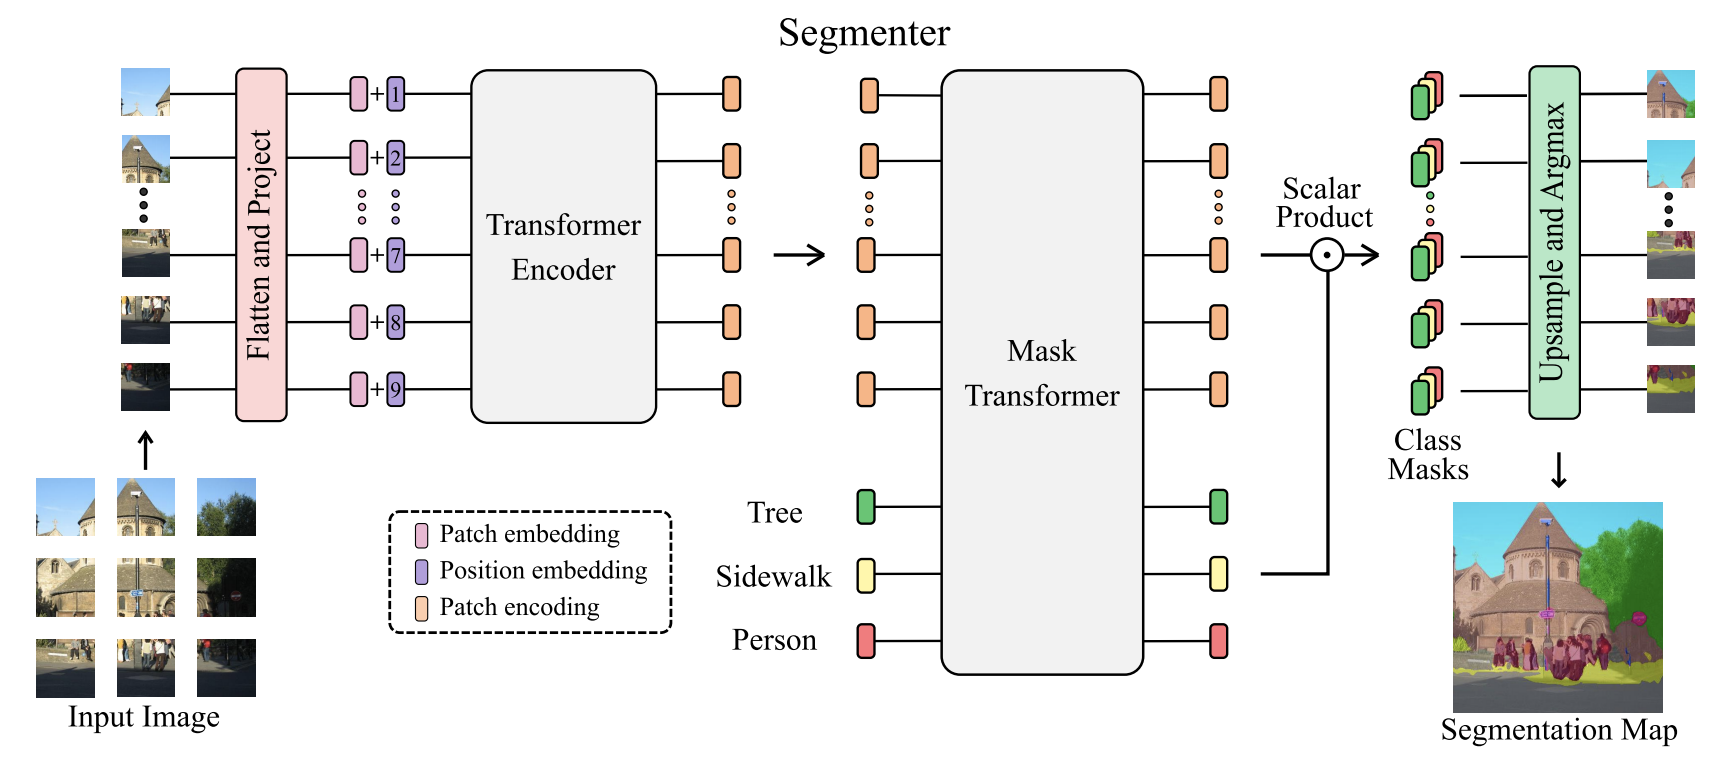 Segmenter
Flatten and Project
+ 1
+ 2
+ 7
+ 8
+ 9
Transformer
Encoder
Mask
Transformer
Scalar
Product
Class
Masks
Upsample and Argmax
Tree
Sidewalk
Person
Patch embedding
Position embedding
Patch encoding
Input Image
Segmentation Map